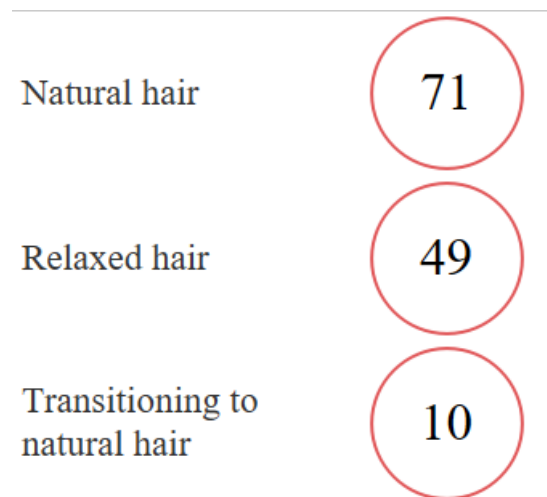 Natural hair
71
Relaxed hair
49
Transitioning to
natural hair
10